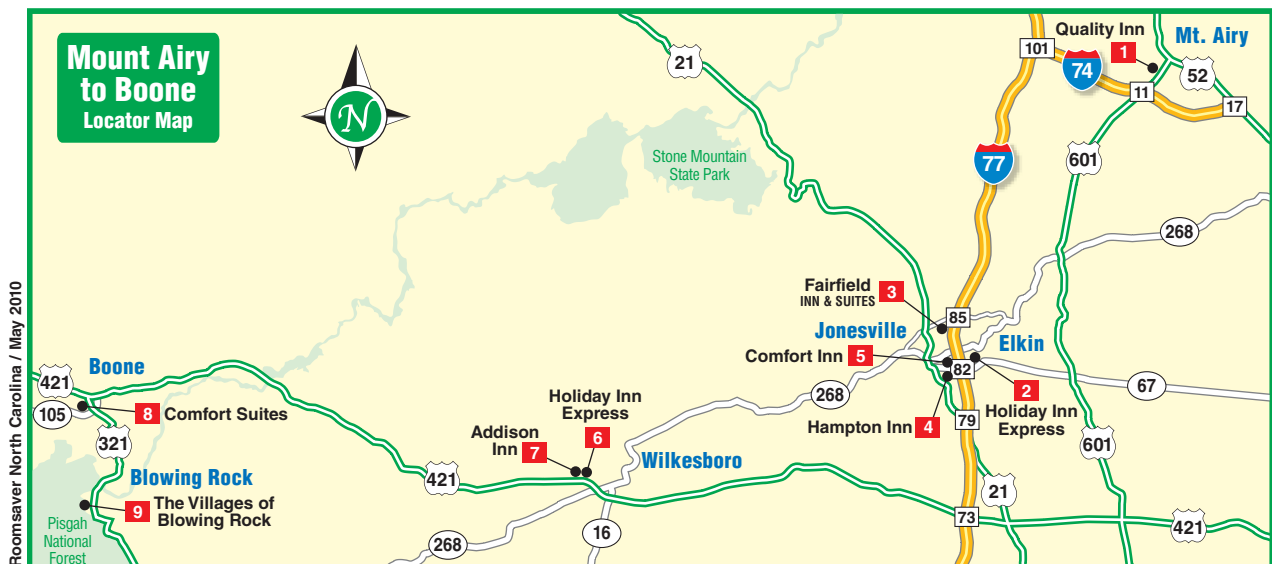 Mount Airy
to Boone
Locator Map
N
21
101
74
Quality Inn
1
Mt. Airy
52
11
17
77
601
Stone Mountain
State Park
268
Fairfield
INN & SUITES
3
85
Jonesville
Elkin
Comfort Inn
5
82
2
Holiday Inn
Express
67
Hampton Inn
4
79
268
601
Boone
421
105
8
Comfort Suites
321
Holiday Inn
Express
6
Addison
Inn
7
Wilkesboro
421
Blowing Rock
9
The Villages of
Blowing Rock
Pisgah
National
Forest
268
16
21
73
421
Roomsaver North Carolina / May 2010